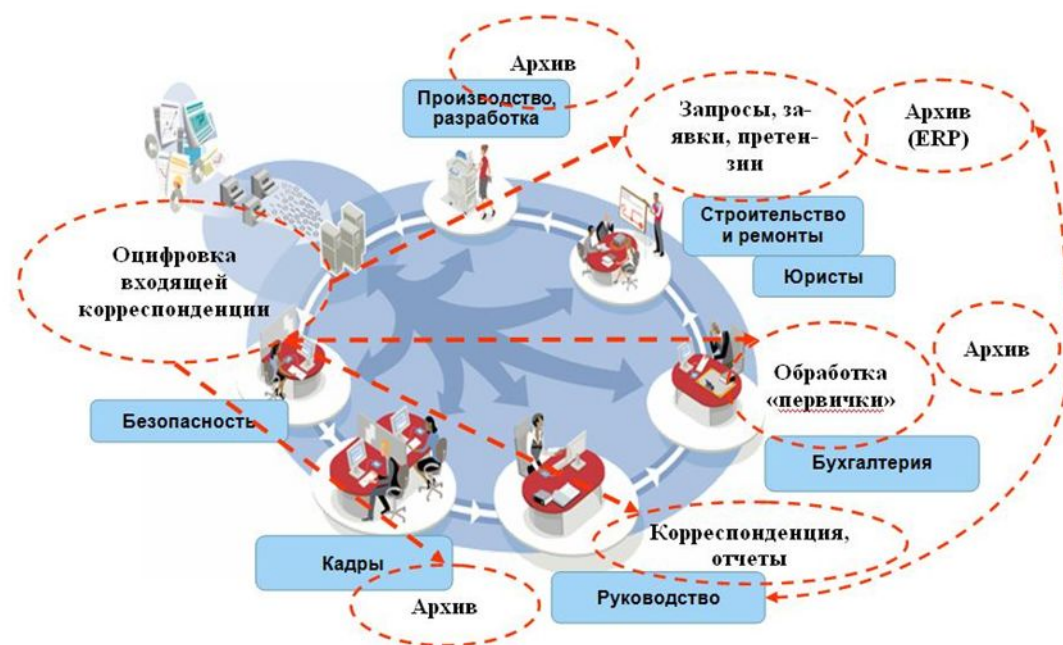 Архив
Производство,
разработка
Запросы, за-
явки, претен-
зии
Архив
(ERP)
Строительство
и ремонты
Юристы
Оцифровка
входящей
корреспонденции
Архив
Обработка
«первички»
Безопасность
Бухгалтерия
Корреспонденция,
отчеты
Кадры
Руководство
Архив